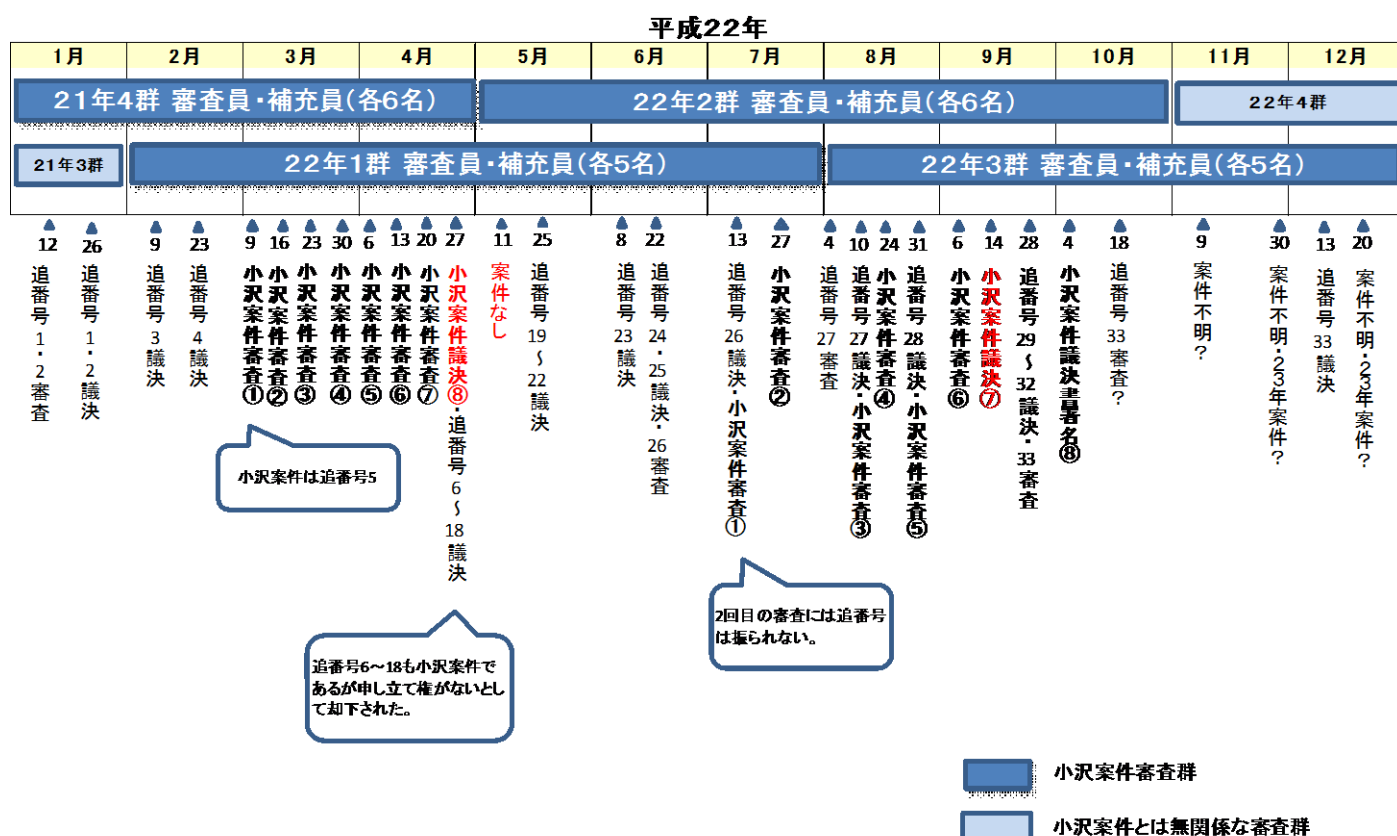 平成22年
1月
2月
3月
4月
5月
6月
7月
8月
9月
10月
11月
12月
21年4群 審査員・補充員(各6名)
22年2群 審査員・補充員(各6名)
22年4群
21年3群
22年1群 審査員・補充員(各5名)
22年3群 審査員・補充員(各5名)
12
追番号1・2審査
26
追番号1・2議決
9
追番号3議決
23
追番号4議決
9
小沢案件審査①
16
小沢案件審査②
23
小沢案件審査③
30
小沢案件審査④
6
小沢案件審査⑤
13
小沢案件審査⑥
20
小沢案件審査⑦
27
小沢案件議決⑧・追番号6～18議決
11
案件なし
25
追番号19～22議決
8
追番号23議決
22
追番号24・25議決・26審査
13
追番号26議決・小沢案件審査①
27
小沢案件審査②
4
追番号27審査
10
追番号27議決・小沢案件審査③
24
小沢案件審査④
31
追番号28議決・小沢案件審査⑤
6
小沢案件審査⑥
14
小沢案件議決⑦
28
追番号29～32議決・33審査
4
小沢案件議決書署名⑧
18
追番号33審査?
9
案件不明?
30
案件不明・23年案件?
13
追番号33議決
20
案件不明・23年案件?
小沢案件は追番号5
追番号6～18も小沢案件で
あるが申し立て権がないとし
て却下された。
2回目の審査には追番号
は振られない。
小沢案件審査群
小沢案件とは無関係な審査群